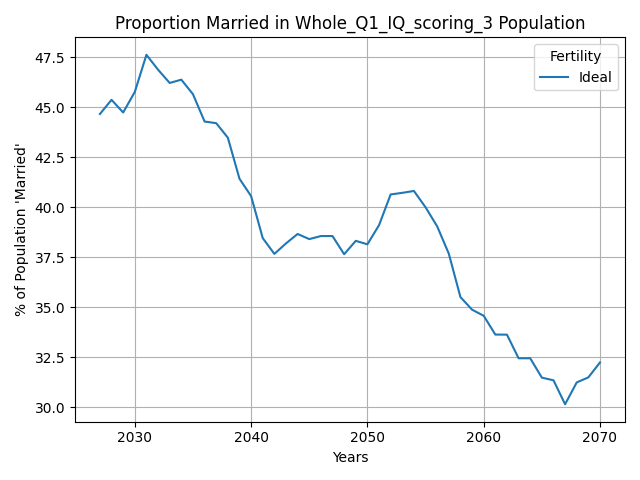 Proportion Married in Whole_Q1_IQ_scoring_3 Population
Fertility
Ideal
% of Population 'Married'
47.5
45.0
42.5
40.0
37.5
35.0
32.5
30.0
2030 2040 2050 2060 2070
Years